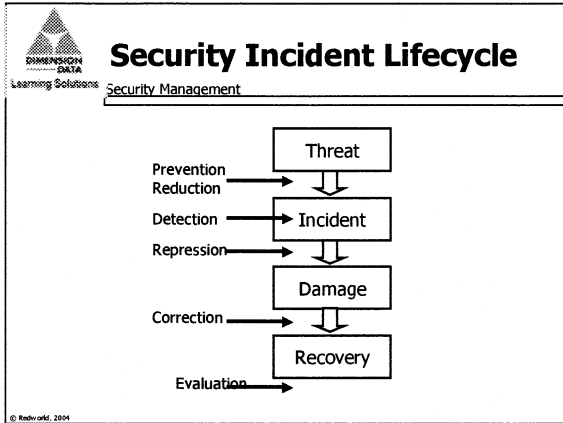 DIMENSION
DATA
Learning Solutions
Security Incident Lifecycle
Security Management
Threat
Prevention
Reduction
Detection
Incident
Repression
Damage
Correction
Recovery
Evaluation
© Redworld, 2004